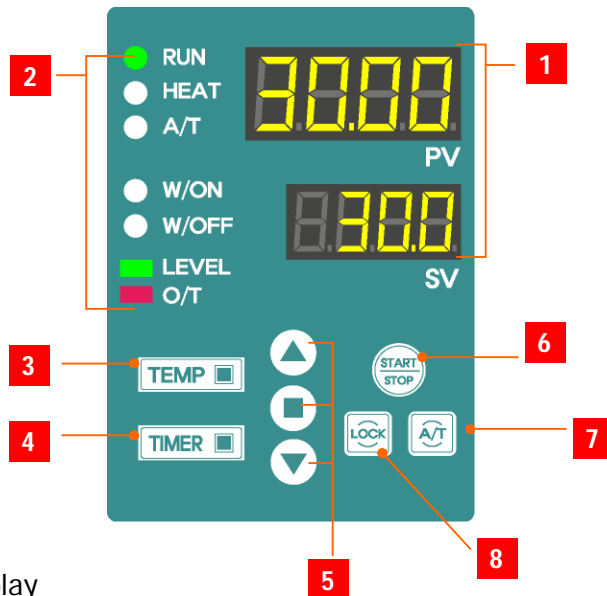 1
2
RUN
HEAT
A/T
30.00
PV
W/ON
W/OFF
30.0
SV
LEVEL
O/T
3
TEMP
6
START
STOP
4
TIMER
LOCK
A/T
7
5
8
play